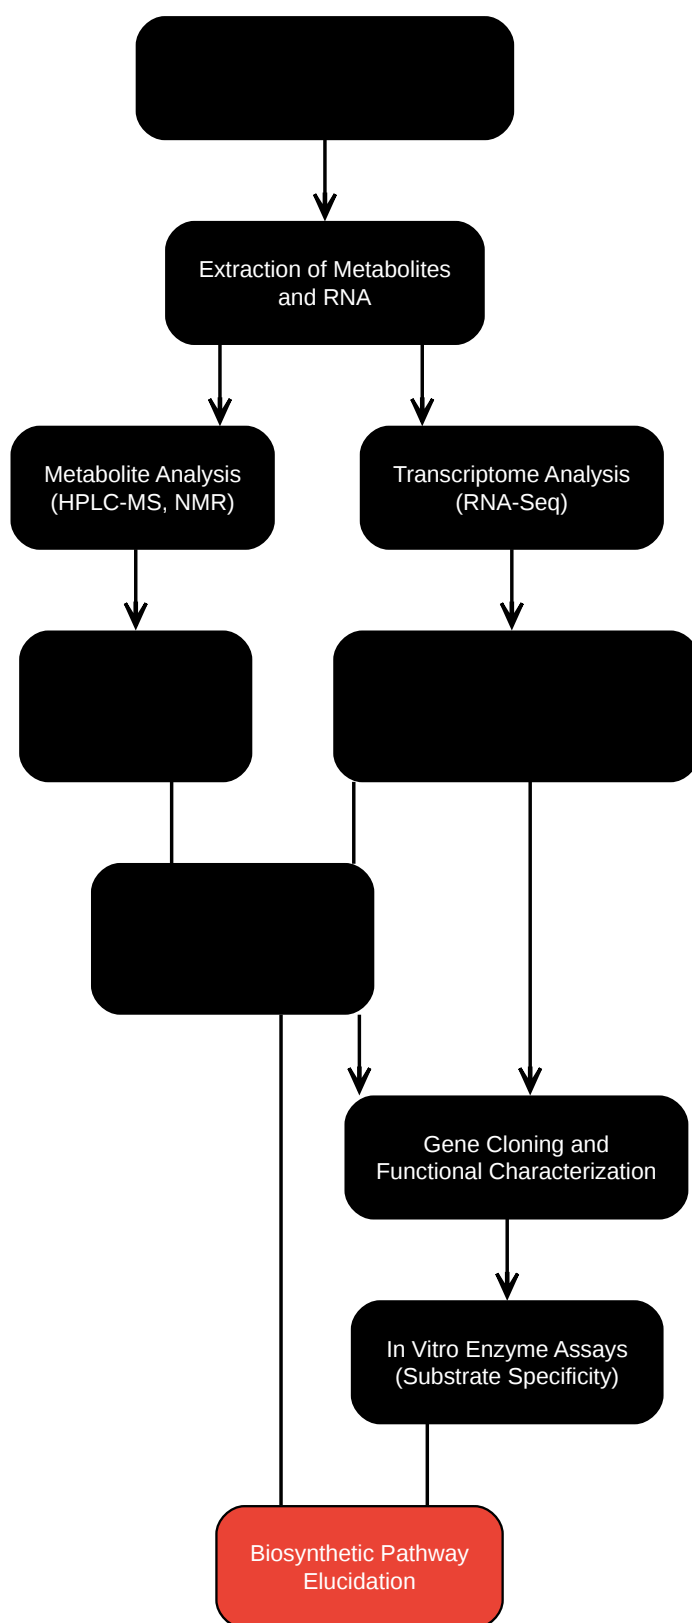 Extraction of Metabolites
and RNA
Metabolite Analysis
(HPLC-MS, NMR)
Transcriptome Analysis
(RNA-Seq)
Gene Cloning and
Functional Characterization
In Vitro Enzyme Assays
(Substrate Specificity)
Biosynthetic Pathway
Elucidation